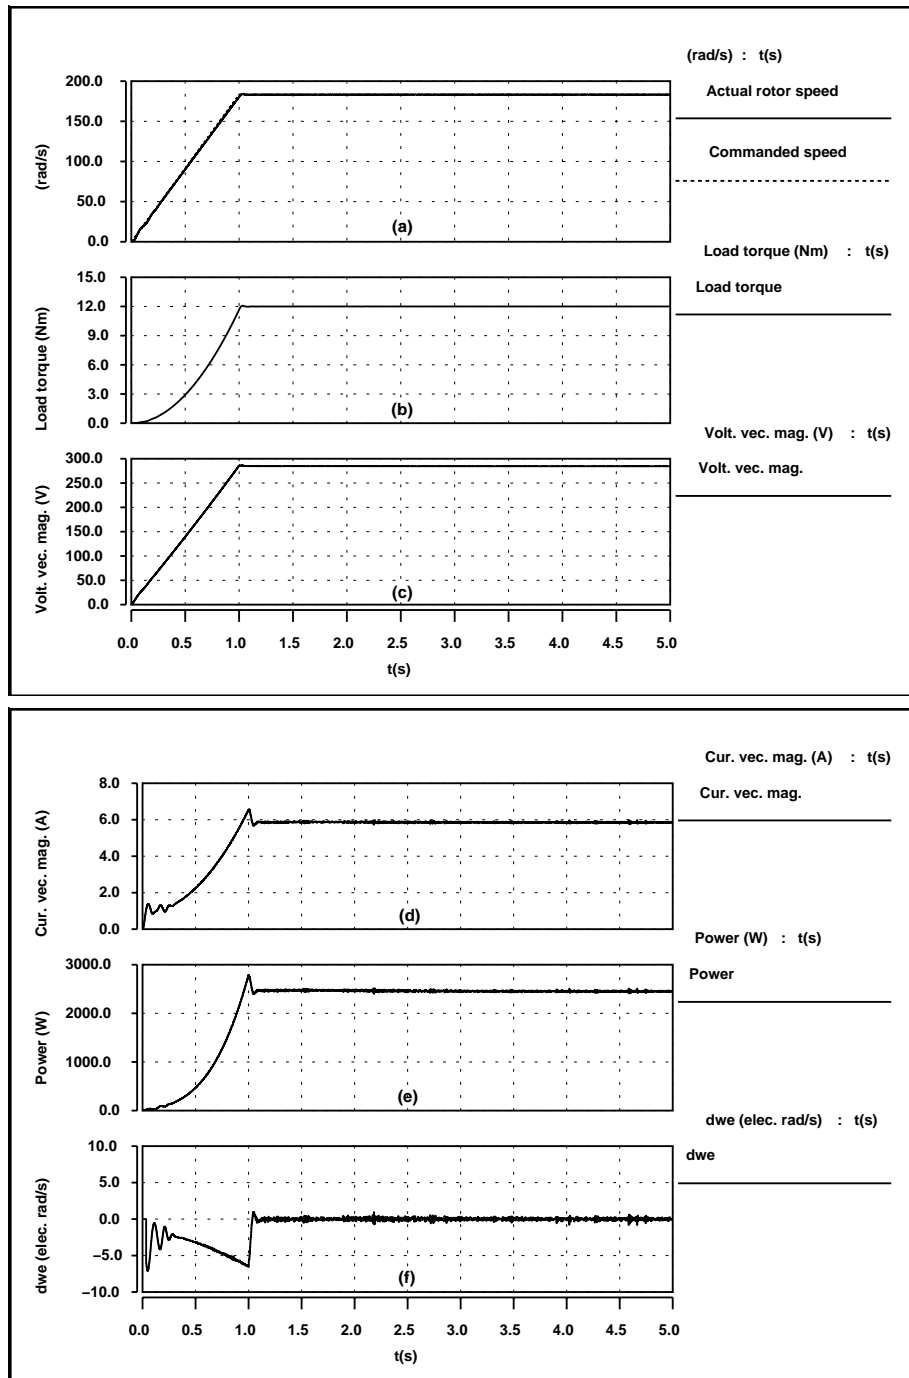 (rad/s) : t(s)
Actual rotor speed
Commanded speed
(rad/s)
200.0
150.0
100.0
50.0
0.0
(a)
Load torque (Nm) : t(s)
Load torque
Load torque (Nm)
15.0
12.0
9.0
6.0
3.0
0.0
(b)
Volt. vec. mag. (V) : t(s)
Volt. vec. mag.
Volt. vec. mag. (V)
300.0
250.0
200.0
150.0
100.0
50.0
0.0
(c)
0.0 0.5 1.0 1.5 2.0 2.5 3.0 3.5 4.0 4.5 5.0
t(s)
Cur. vec. mag. (A) : t(s)
Cur. vec. mag.
Cur. vec. mag. (A)
8.0
6.0
4.0
2.0
0.0
(d)
Power (W) : t(s)
Power
Power (W)
3000.0
2000.0
1000.0
0.0
(e)
dwe (elec. rad/s) : t(s)
dwe
dwe (elec. rad/s)
10.0
5.0
0.0
−5.0
−10.0
(f)
0.0 0.5 1.0 1.5 2.0 2.5 3.0 3.5 4.0 4.5 5.0
t(s)